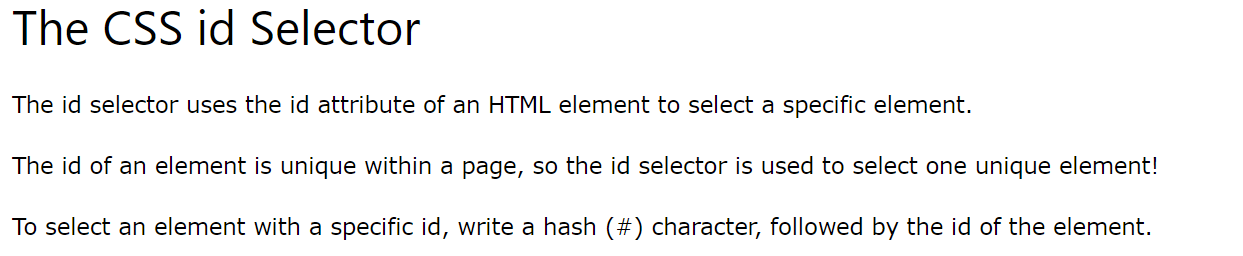 The CSS id Selector
The id selector uses the id attribute of an HTML element to select a specific element.
The id of an element is unique within a page, so the id selector is used to select one unique element!
To select an element with a specific id, write a hash (#) character, followed by the id of the element.